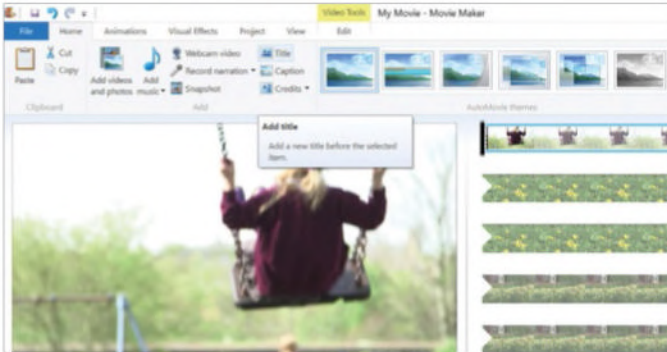 Video Tools My Movie - Movie Maker
File Home Animations Visual Effects Project View Edit
Paste
Cut
Copy
Clipboard
Add videos and photos
Add music
Webcam video
Record narration
Snapshot
Title
Caption
Credits
Add
AutoMovie themes
Add title
Add a new title before the selected
item.